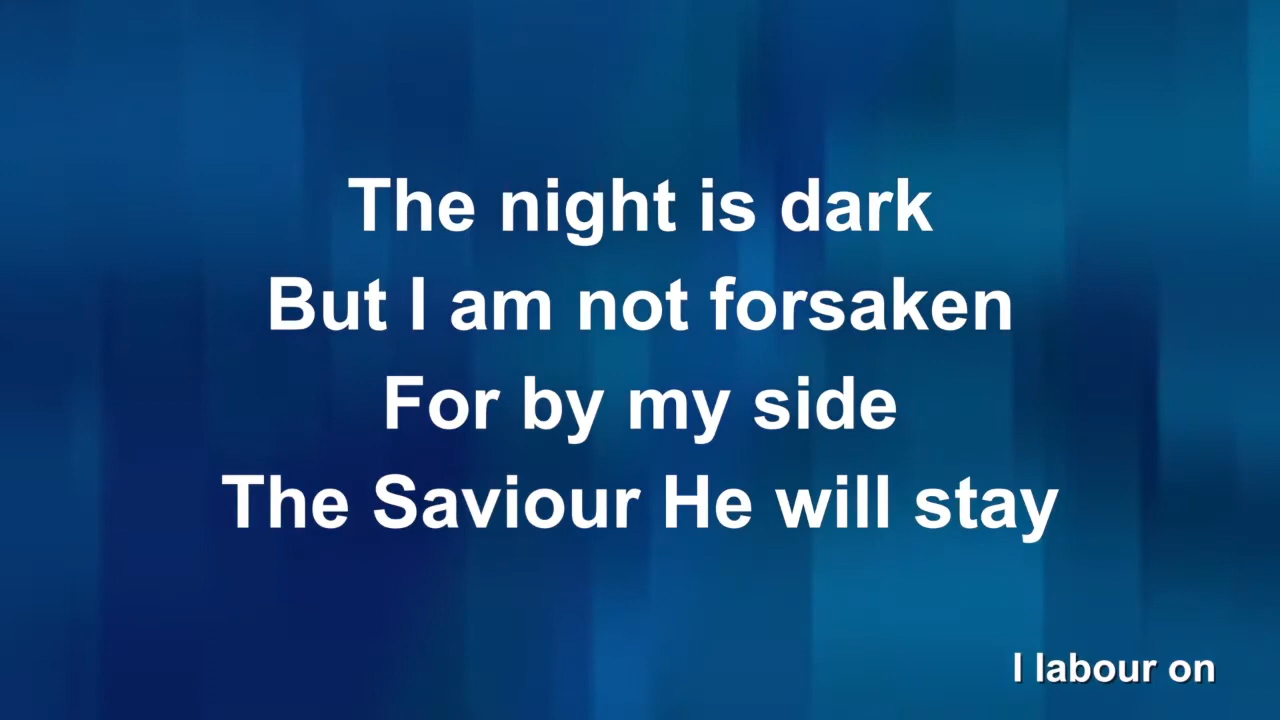 The night is dark
But I am not forsaken
For by my side
The Saviour He will stay
I labour on